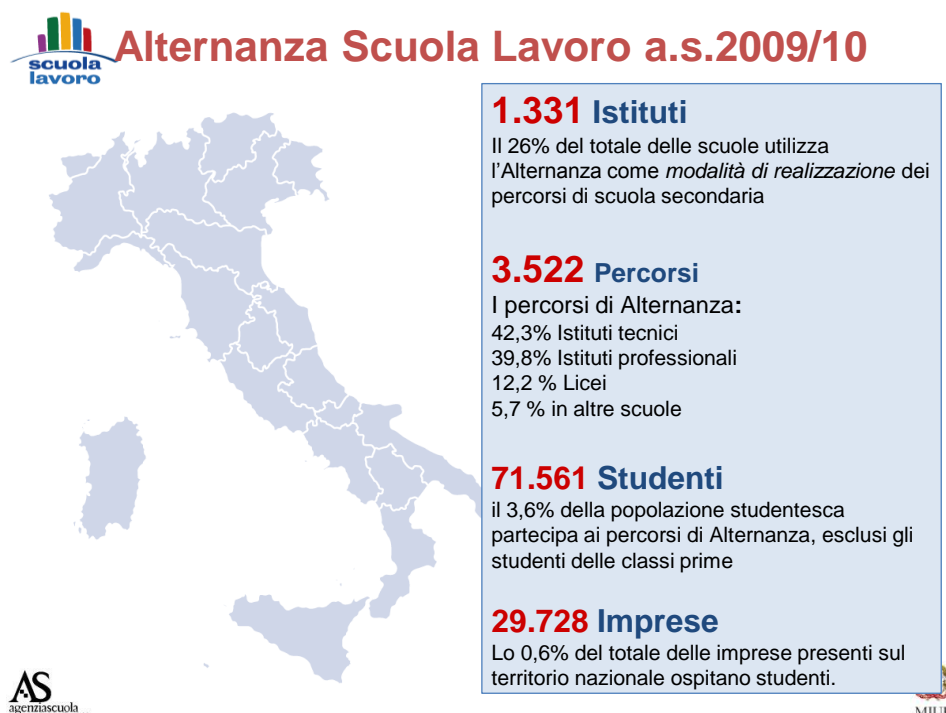 scuola
lavoro
Alternanza Scuola Lavoro a.s.2009/10
1.331 Istituti
Il 26% del totale delle scuole utilizza
l'Alternanza come modalità di realizzazione dei
percorsi di scuola secondaria
3.522 Percorsi
I percorsi di Alternanza:
42,3% Istituti tecnici
39,8% Istituti professionali
12,2 % Licei
5,7 % in altre scuole
71.561 Studenti
il 3,6% della popolazione studentesca
partecipa ai percorsi di Alternanza, esclusi gli
studenti delle classi prime
29.728 Imprese
Lo 0,6% del totale delle imprese presenti sul
territorio nazionale ospitano studenti.
AS
agenziascuola